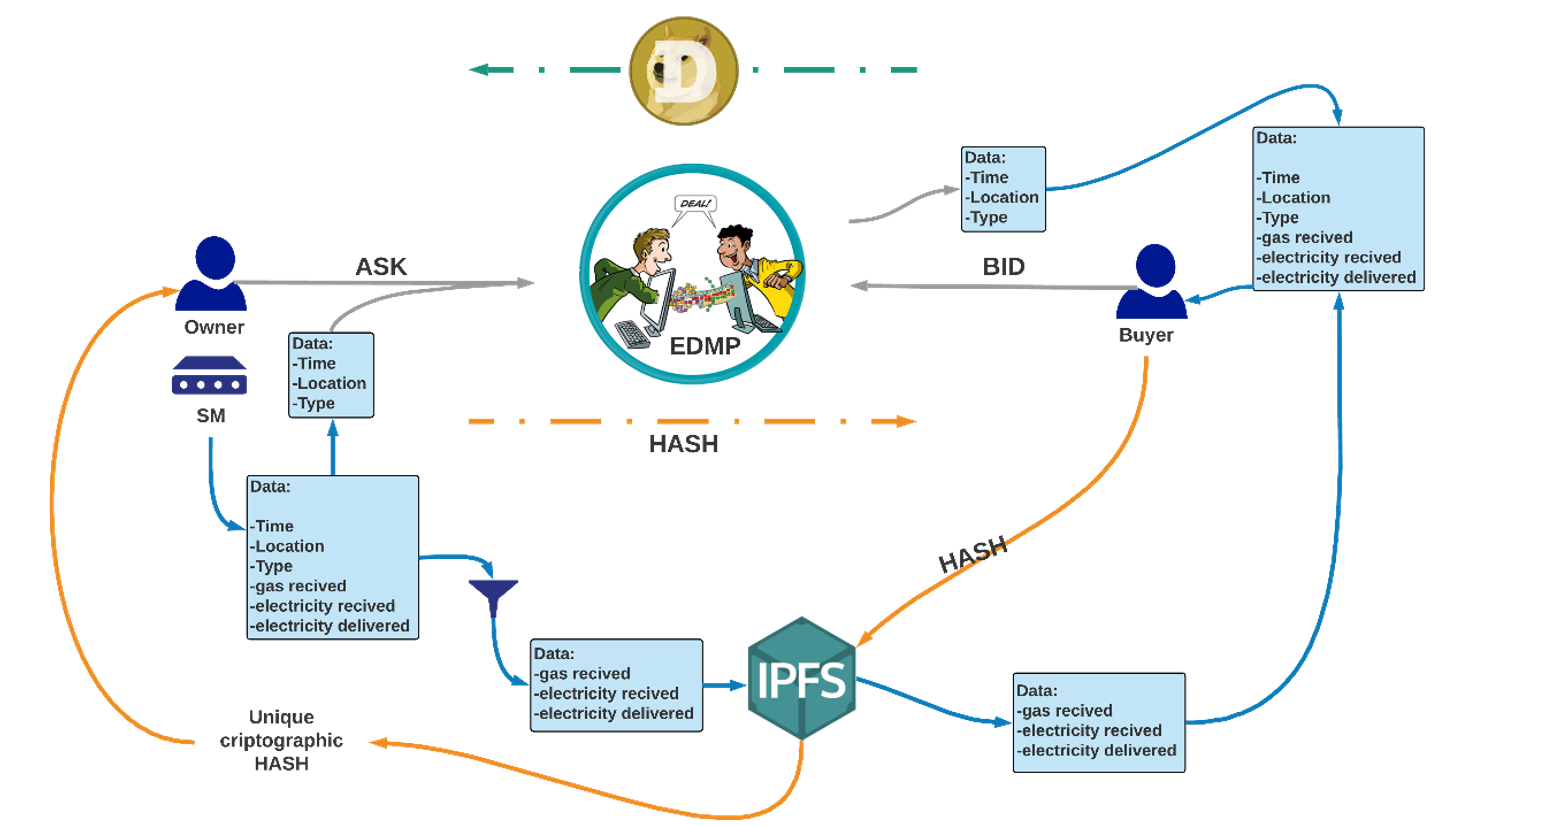 D
DEAL!
EDMP
ASK
BID
Owner
SM
Data:
-Time
-Location
-Type
Data:
-Time
-Location
-Type
-gas recived
-electricity recived
-electricity delivered
HASH
Data:
-Time
-Location
-Type
Data:
-Time
-Location
-Type
-gas recived
-electricity recived
-electricity delivered
Buyer
HASH
Data:
-gas recived
-electricity recived
-electricity delivered
IPFS
Data:
-gas recived
-electricity recived
-electricity delivered
Unique
criptographic
HASH